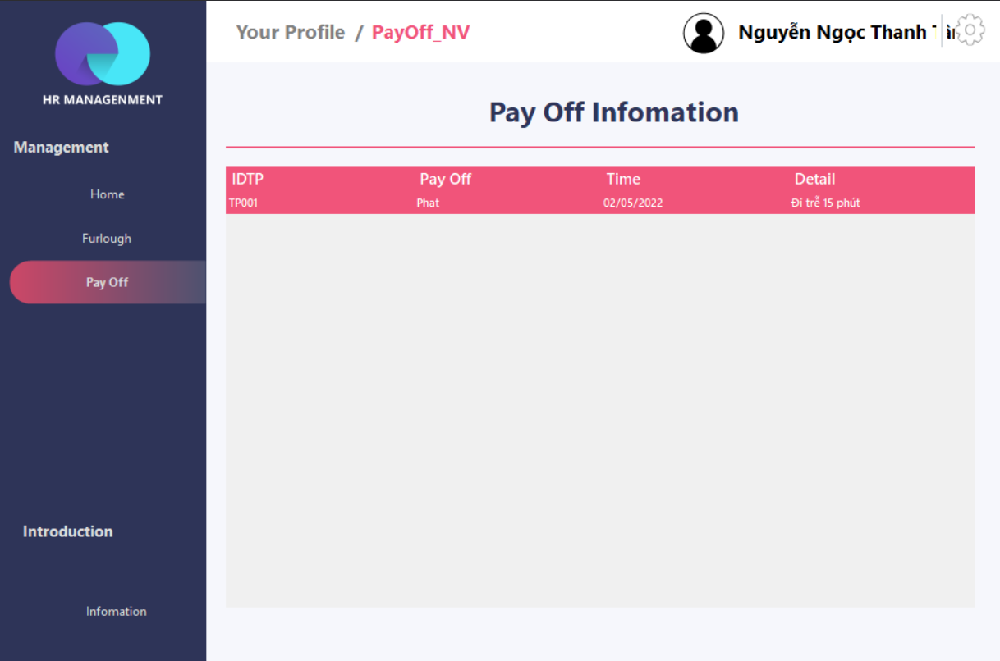 HR MANAGENMENT
Management
Home
Furlough
Pay Off
Introduction
Infomation
Your Profile / PayOff_NV
Nguyễn Ngọc Thanh
Pay Off Infomation
IDTP Pay Off Time Detail
TP001 Phat 02/05/2022 Đi trễ 15 phút